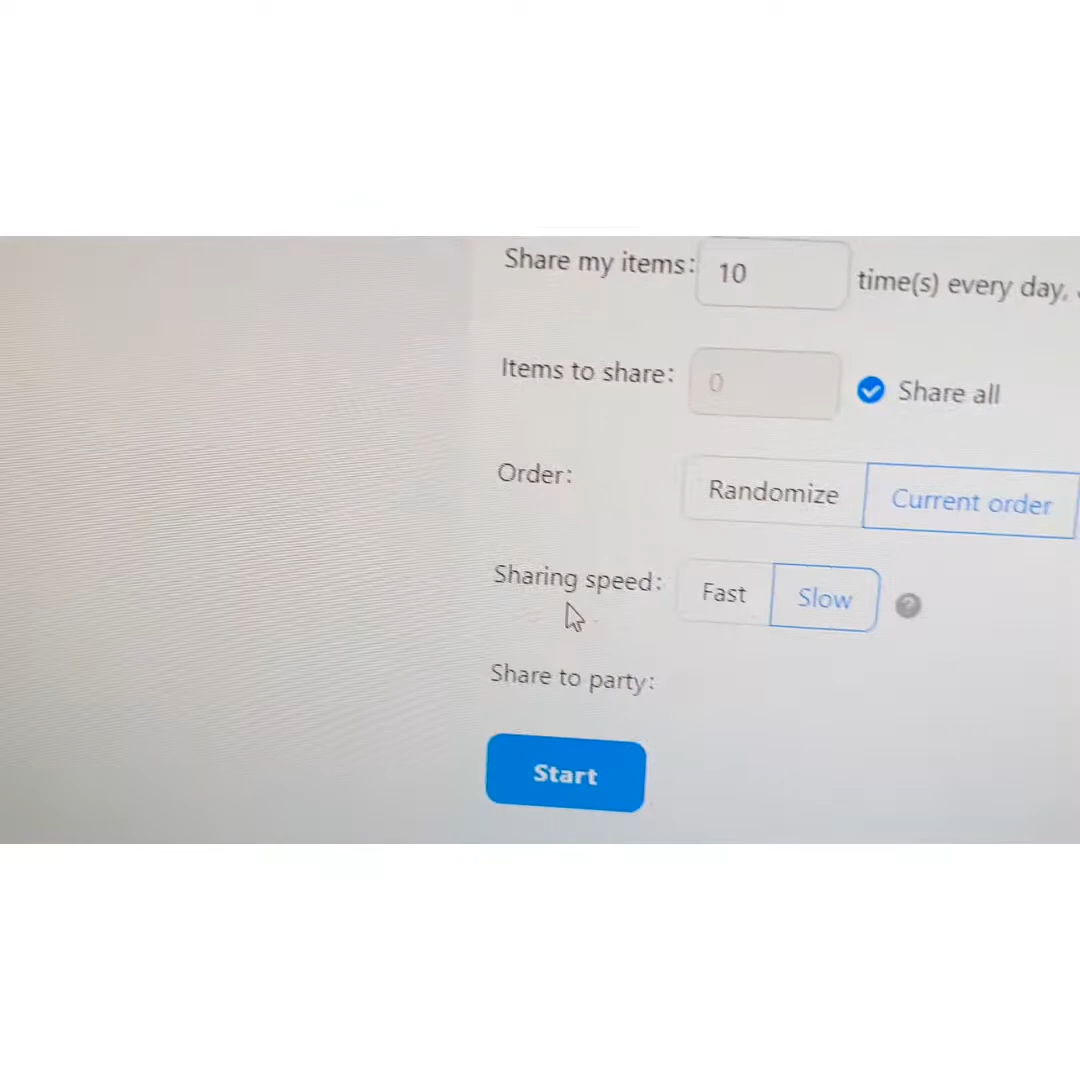 Share my items: 10 time(s) every day,
Items to share: 0 Share all
Order: Randomize Current order
Sharing speed: Fast Slow ?
Share to party:
Start